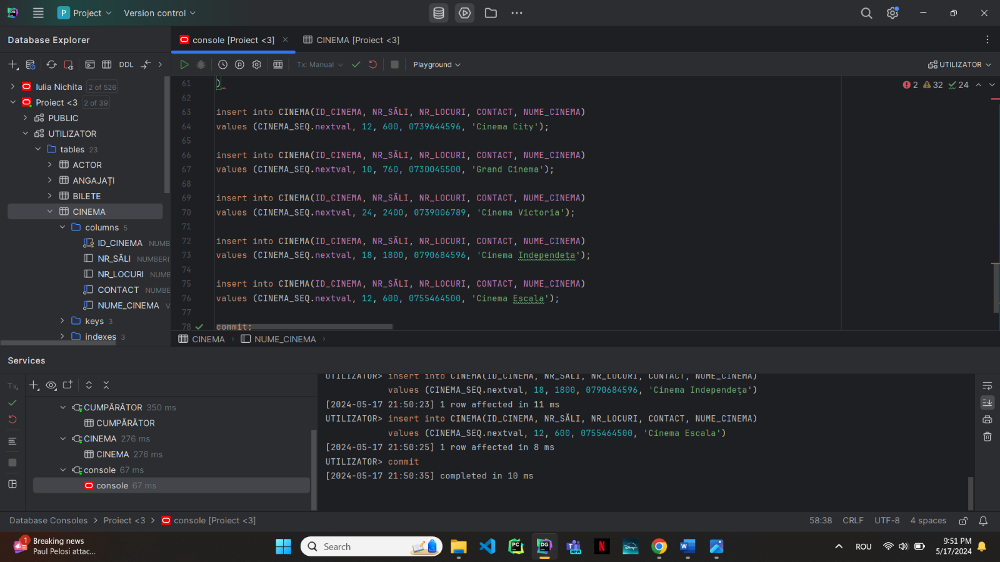 Project
Version control
Database Explorer
console [Proiect <3]
CINEMA [Proiect <3]
DDL
Tx: Manual
Playground
UTILIZATOR
Iulia Nichita 2 of 526
Proiect <3 2 of 39
PUBLIC
UTILIZATOR
tables 23
ACTOR
ANGAJAȚI
BILETE
CINEMA
columns 5
ID_CINEMA NUMB
NR_SĂLI NUMBER(
NR_LOCURI NUME
CONTACT NUMBE
NUME_CINEMA V
keys 3
indexes 3
2 32 24
61 )
62
63 insert into CINEMA(ID_CINEMA, NR_SĂLI, NR_LOCURI, CONTACT, NUME_CINEMA)
64 values (CINEMA_SEQ.nextval, 12, 600, 0739644596, 'Cinema City');
65
66 insert into CINEMA(ID_CINEMA, NR_SĂLI, NR_LOCURI, CONTACT, NUME_CINEMA)
67 values (CINEMA_SEQ.nextval, 10, 760, 0730045500, 'Grand Cinema');
68
69 insert into CINEMA(ID_CINEMA, NR_SĂLI, NR_LOCURI, CONTACT, NUME_CINEMA)
70 values (CINEMA_SEQ.nextval, 24, 2400, 0739006789, 'Cinema Victoria');
71
72 insert into CINEMA(ID_CINEMA, NR_SĂLI, NR_LOCURI, CONTACT, NUME_CINEMA)
73 values (CINEMA_SEQ.nextval, 18, 1800, 0790684596, 'Cinema Independeța');
74
75 insert into CINEMA(ID_CINEMA, NR_SĂLI, NR_LOCURI, CONTACT, NUME_CINEMA)
76 values (CINEMA_SEQ.nextval, 12, 600, 0755464500, 'Cinema Escala');
77
78 commit;
CINEMA > NUME_CINEMA >
Services
Tx
CUMPĂRĂTOR 350 ms
CUMPĂRĂTOR
CINEMA 276 ms
CINEMA 276 ms
console 67 ms
console 67 ms
UTILIZATOR> insert into CINEMA(ID_CINEMA, NR_SĂLI, NR_LOCURI, CONTACT, NUME_CINEMA)
values (CINEMA_SEQ.nextval, 18, 1800, 0790684596, 'Cinema Independeța')
[2024-05-17 21:50:23] 1 row affected in 11 ms
UTILIZATOR> insert into CINEMA(ID_CINEMA, NR_SĂLI, NR_LOCURI, CONTACT, NUME_CINEMA)
values (CINEMA_SEQ.nextval, 12, 600, 0755464500, 'Cinema Escala')
[2024-05-17 21:50:25] 1 row affected in 8 ms
UTILIZATOR> commit
[2024-05-17 21:50:35] completed in 10 ms
Database Consoles > Proiect <3 > console [Proiect <3]
58:38 CRLF UTF-8 4 spaces
1
Breaking news
Paul Pelosi attac...
Search
ROU
9:51 PM
5/17/2024